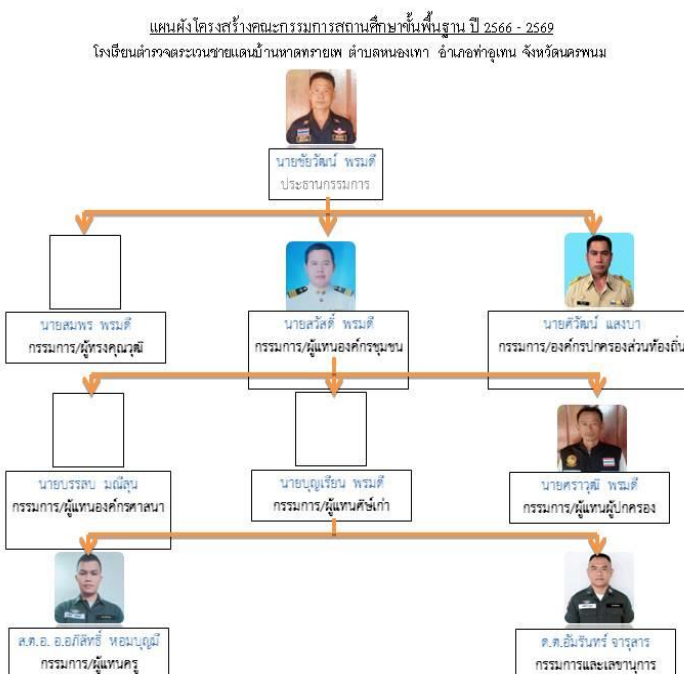 แผนผังโครงสร้างคณะกรรมการสถานศึกษาขั้นพื้นฐาน ปี 2566 - 2569
โรงเรียนตำรวจตระเวนชายแดนบ้านหาดทรายเพ ตำบลหนองเทา อำเภอท่าอุเทน จังหวัดนครพนม
นายชัยวัฒน์ พรมดี
ประธานกรรมการ
นายสมพร พรมดี
กรรมการ/ผู้ทรงคุณวุฒิ
นายสวัสดิ์ พรมดี
กรรมการ/ผู้แทนองค์กรชุมชน
นายศิวัฒน์ แสงบา
กรรมการ/องค์กรปกครองส่วนท้องถิ่น
นายบรรลบ มณีสุน
กรรมการ/ผู้แทนองค์กรศาสนา
นายบุญเรียน พรมดี
กรรมการ/ผู้แทนศิษ์เก่า
นายศราวุฒิ พรมดี
กรรมการ/ผู้แทนผู้ปกครอง
ส.ต.อ. อ.อภิสิทธิ์ หอมบุญมี
กรรมการ/ผู้แทนครู
ด.ต.อัมรินทร์ จารุสาร
กรรมการและเลขานุการ